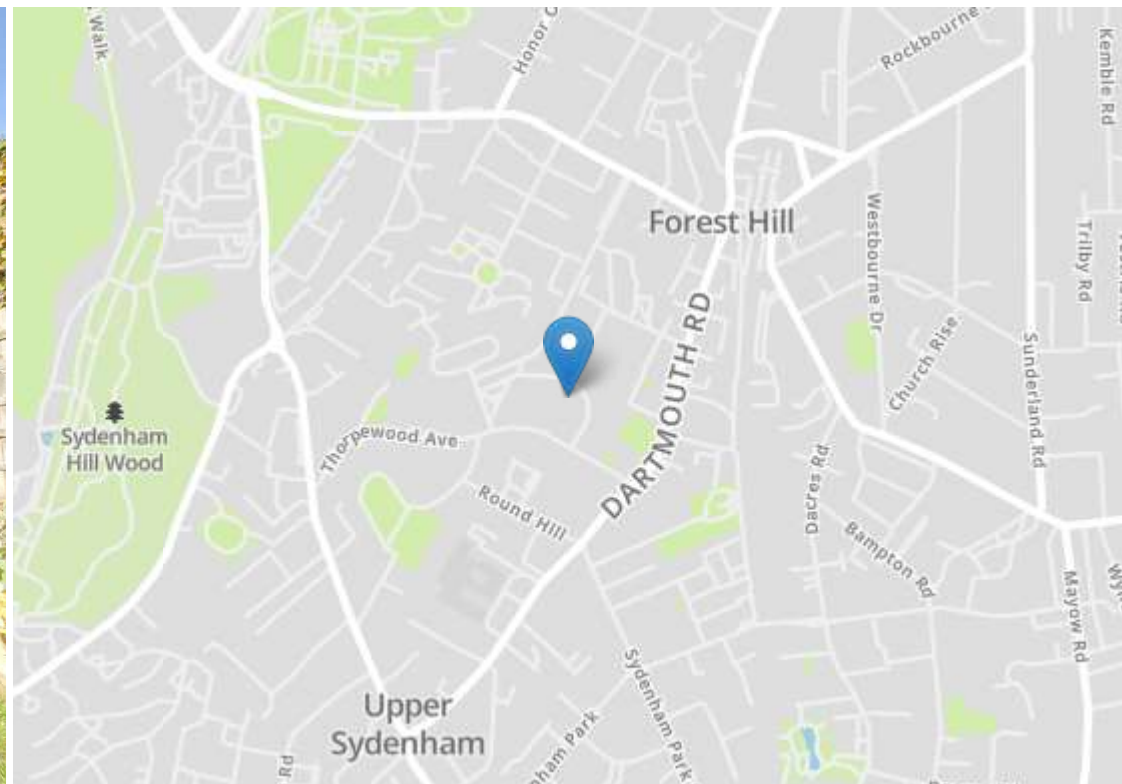 Walk
Honor
Rockbourne
Kemble Rd
Forest Hill
Westbourne Dr
Trilby Rd
DARTMOUTH RD
Church Rise
Sunderland Rd
Sydenham
Hill Wood
Thorpewood Ave
Round Hill
Dacres Rd
Bampton Rd
Mayow Rd
Sydenham Park
Upper
Sydenham
Park
Rd